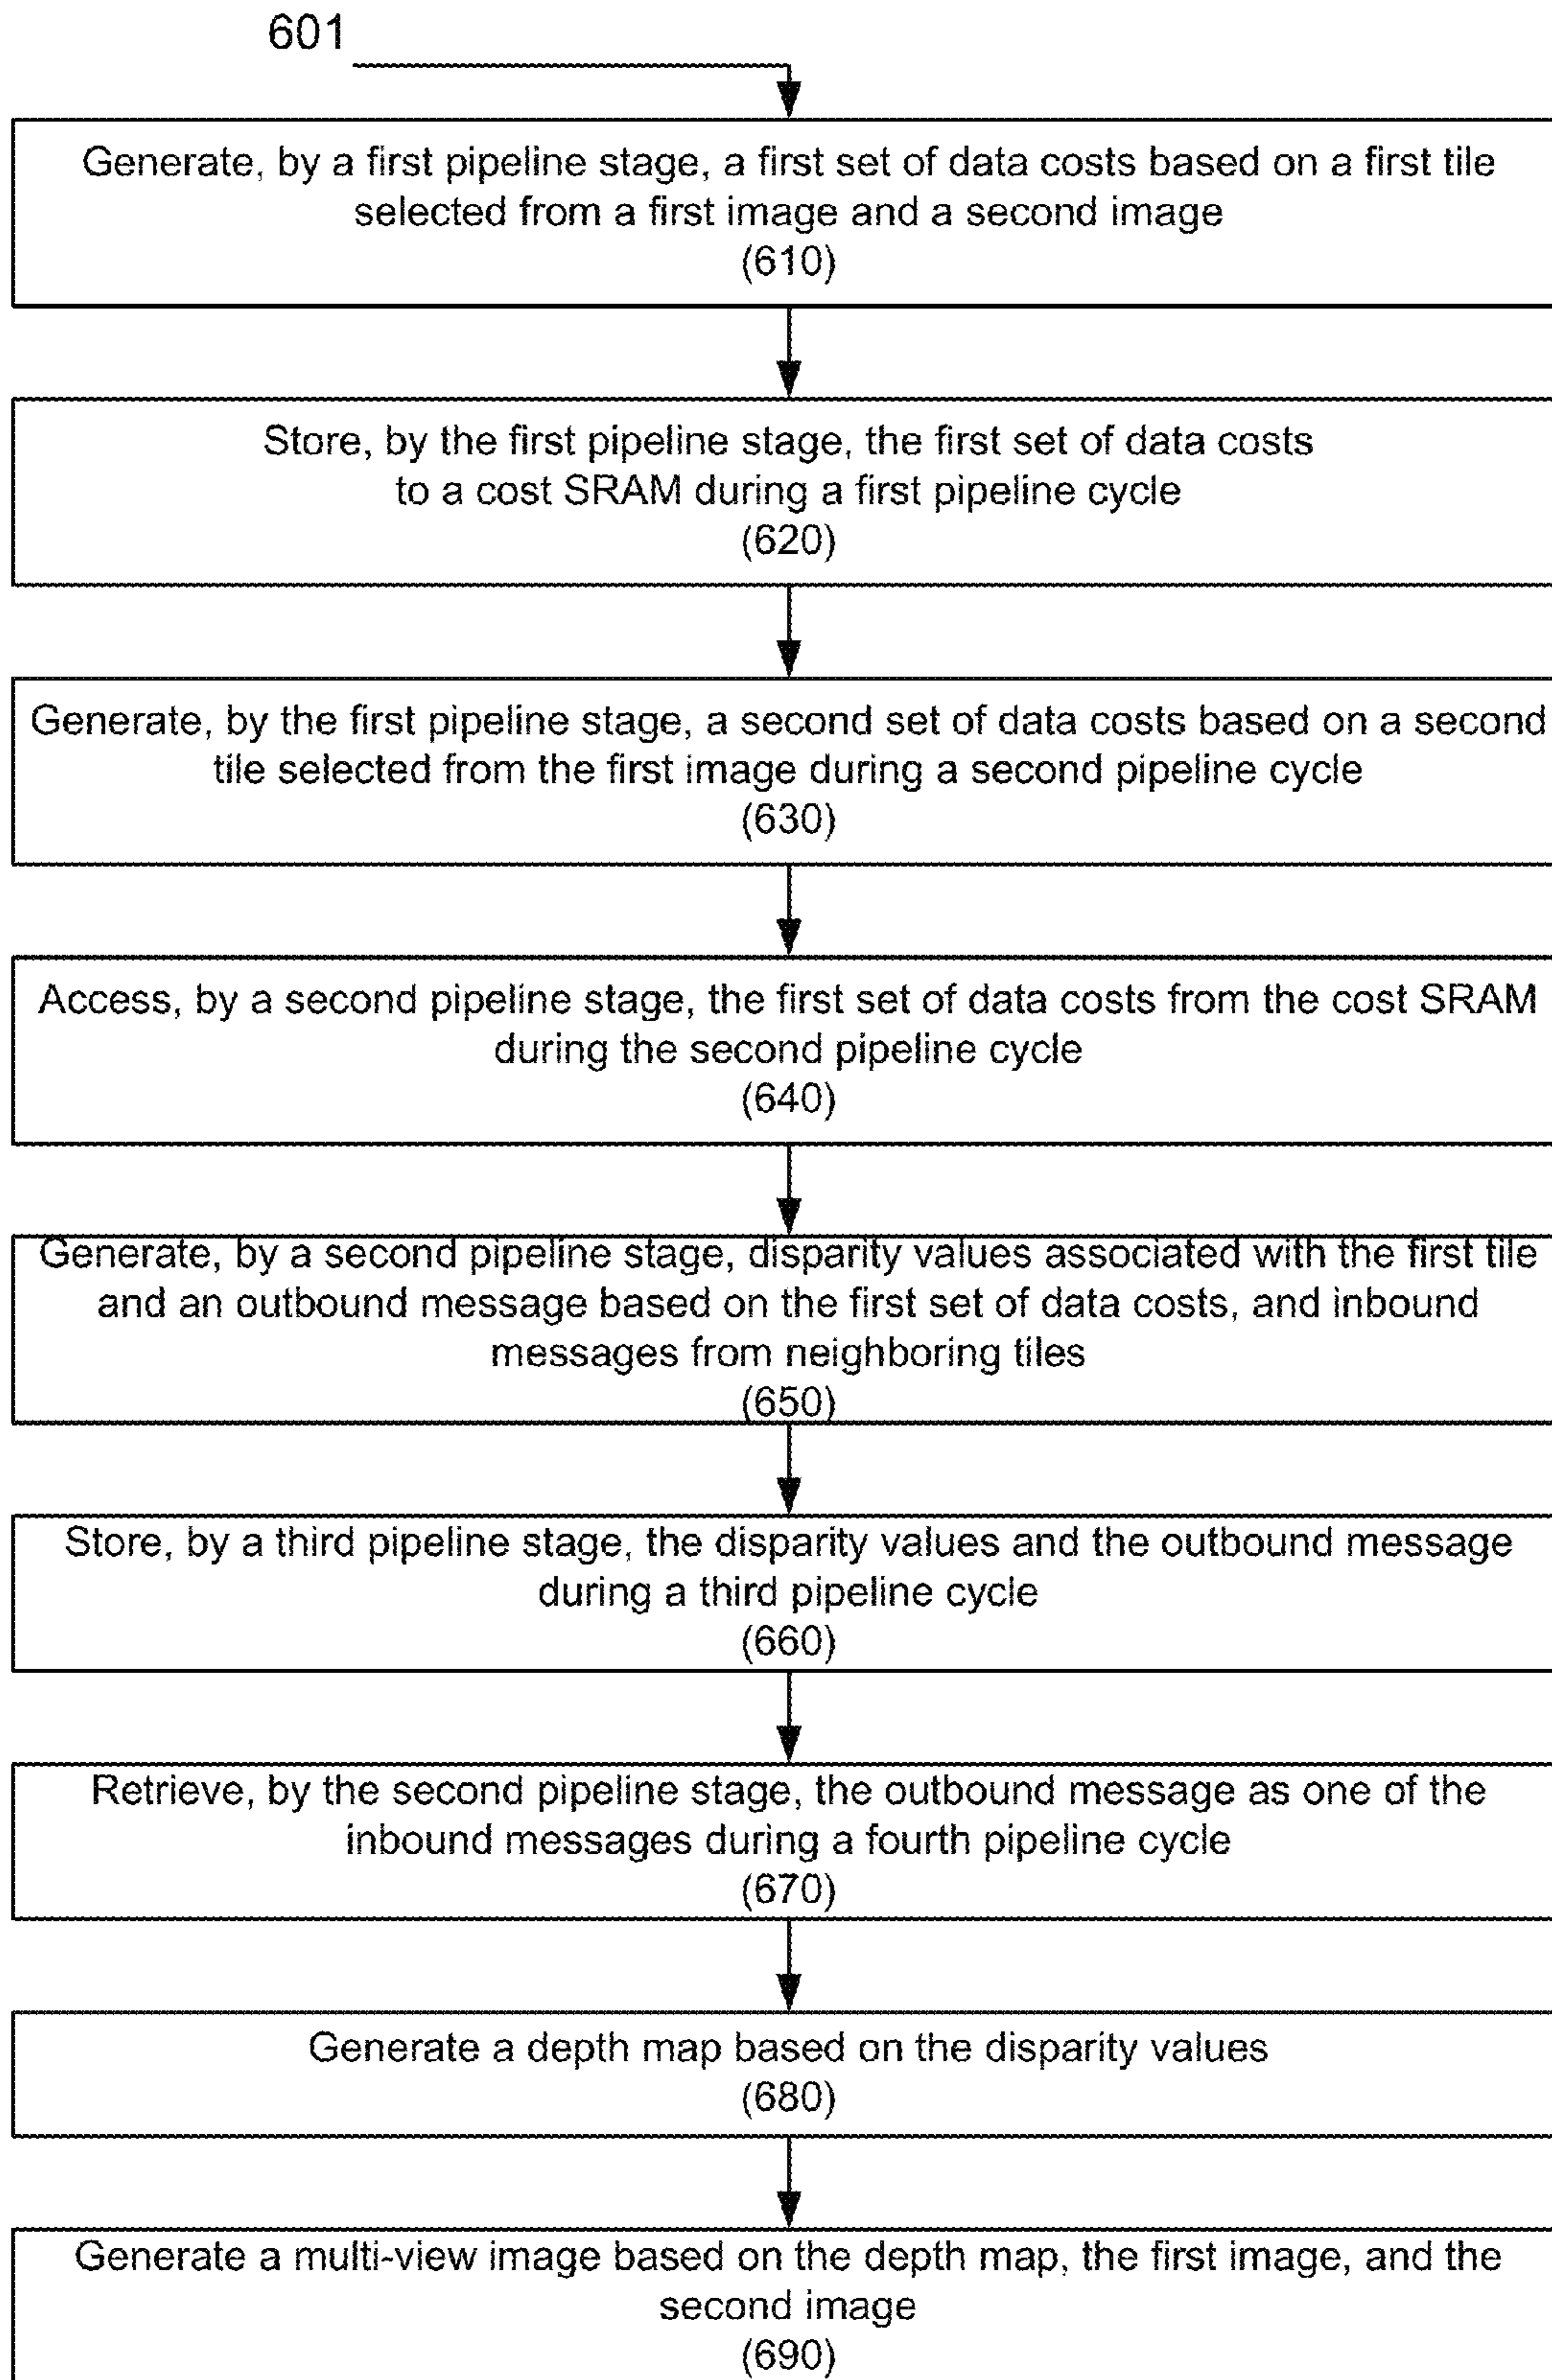 601
Generate, by a first pipeline stage, a first set of data costs based on a first tile
selected from a first image and a second image
(610)
Store, by the first pipeline stage, the first set of data costs
to a cost SRAM during a first pipeline cycle
(620)
Generate, by the first pipeline stage, a second set of data costs based on a second
tile selected from the first image during a second pipeline cycle
(630)
Access, by a second pipeline stage, the first set of data costs from the cost SRAM
during the second pipeline cycle
(640)
Generate, by a second pipeline stage, disparity values associated with the first tile
and an outbound message based on the first set of data costs, and inbound
messages from neighboring tiles
(650)
Store, by a third pipeline stage, the disparity values and the outbound message
during a third pipeline cycle
(660)
Retrieve, by the second pipeline stage, the outbound message as one of the
inbound messages during a fourth pipeline cycle
(670)
Generate a depth map based on the disparity values
(680)
Generate a multi-view image based on the depth map, the first image, and the
second image
(690)